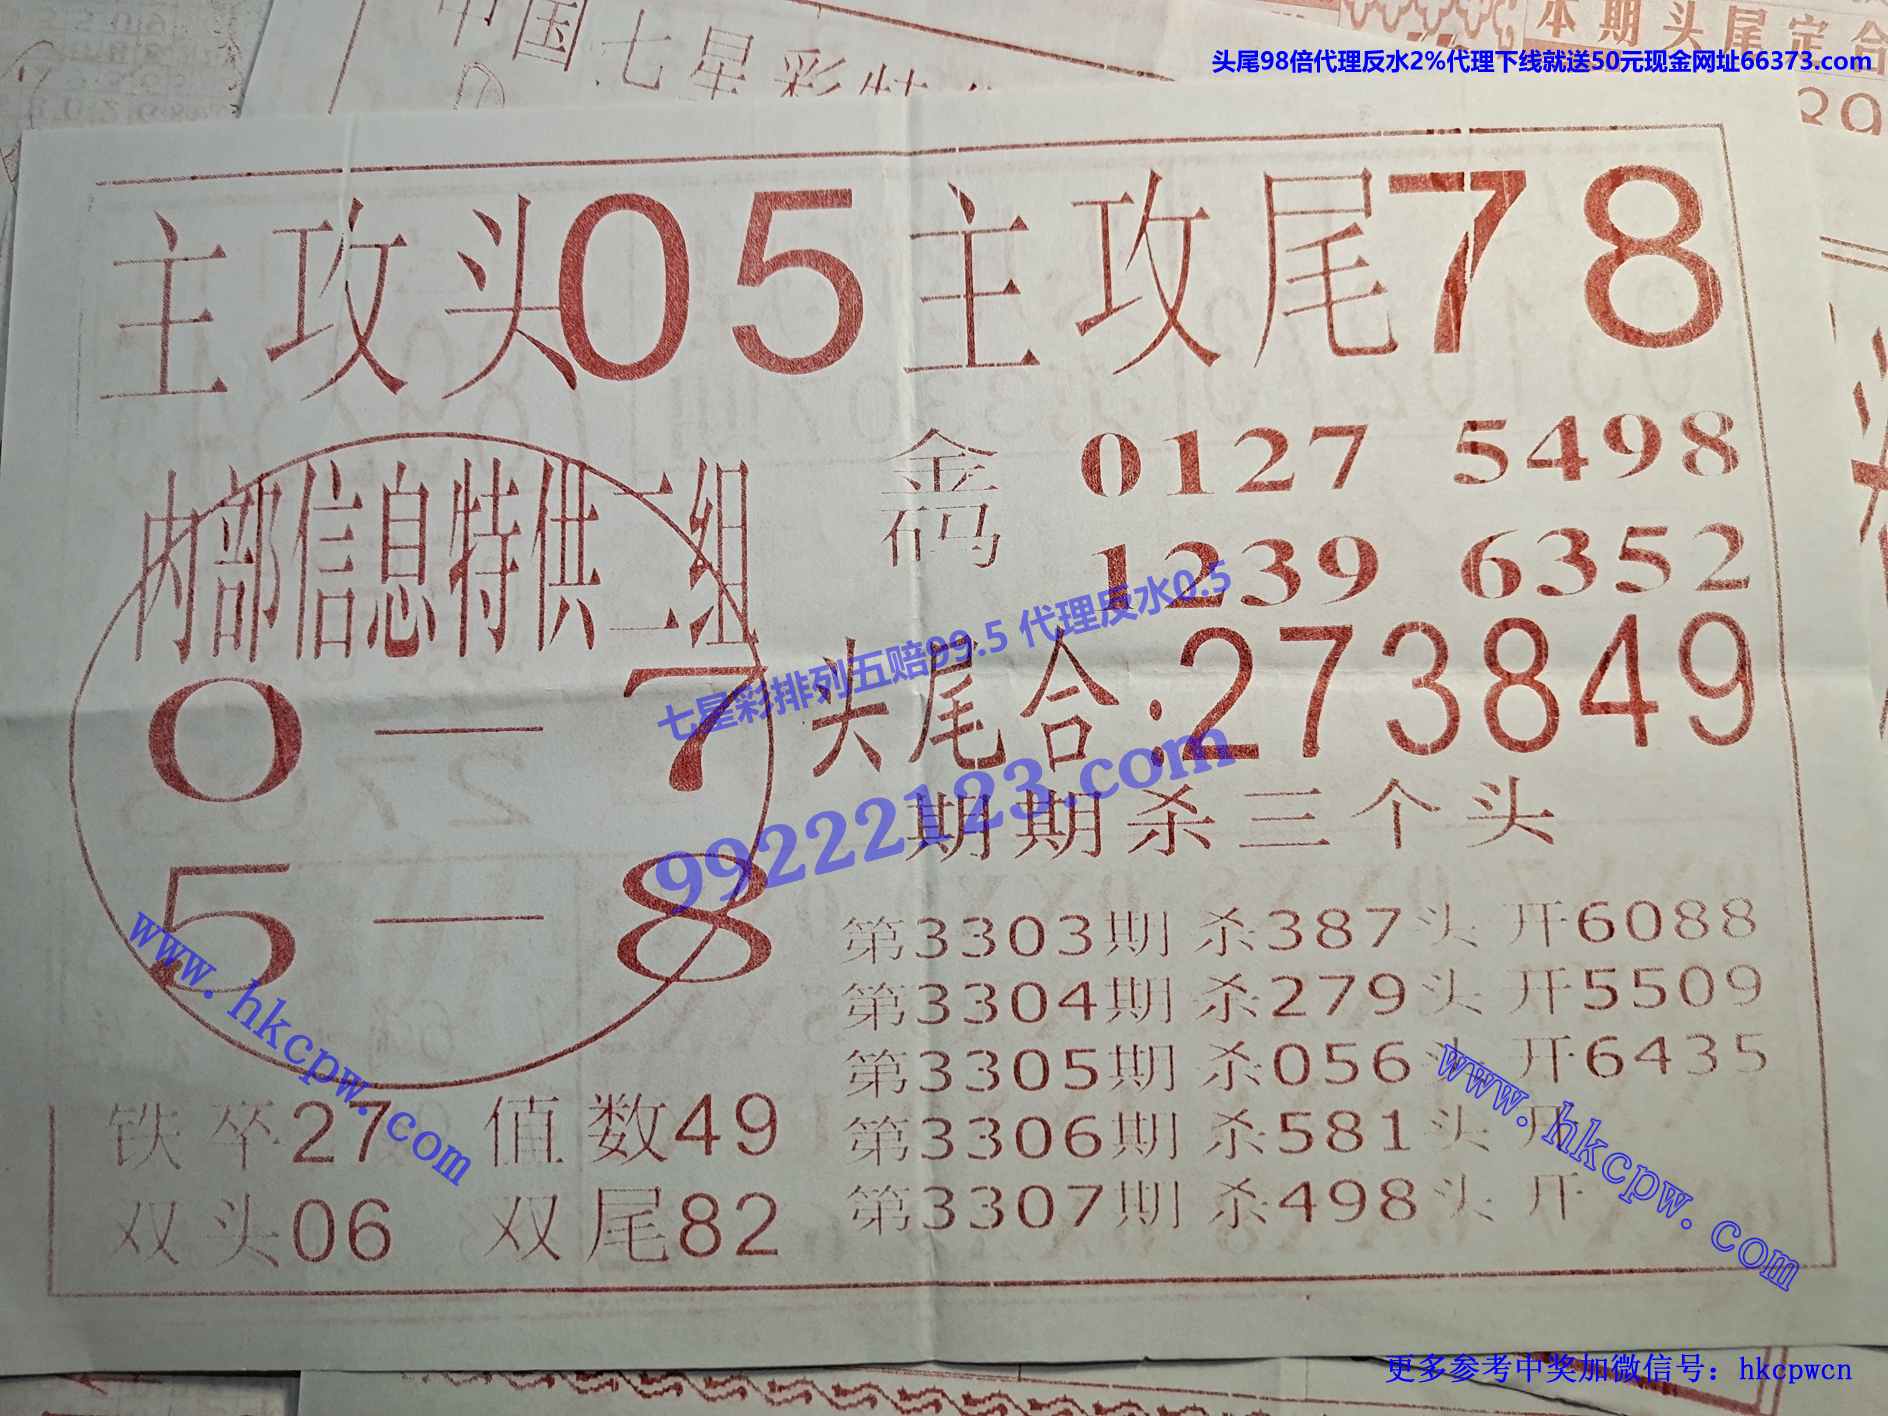 中国七星彩特
本期头尾定合
头尾98倍代理反水2%代理下线就送50元现金网址66373.com
主攻头05 主攻尾78
内部信息特供二组
0—7
5—8
金码 0127 5498
1239 6352
七星彩排列五赔99.5 代理反水0.5
头尾合:273849
99222123.com
期期杀三个头
第3303期 杀387头 开6088
第3304期 杀279头 开5509
第3305期 杀056头 开6435
第3306期 杀581头 开
第3307期 杀498头 开
www.hkcpw.com
www.hkcpw.com
铁卒27 值数49
双头06 双尾82
更多参考中奖加微信号：hkcpwcn